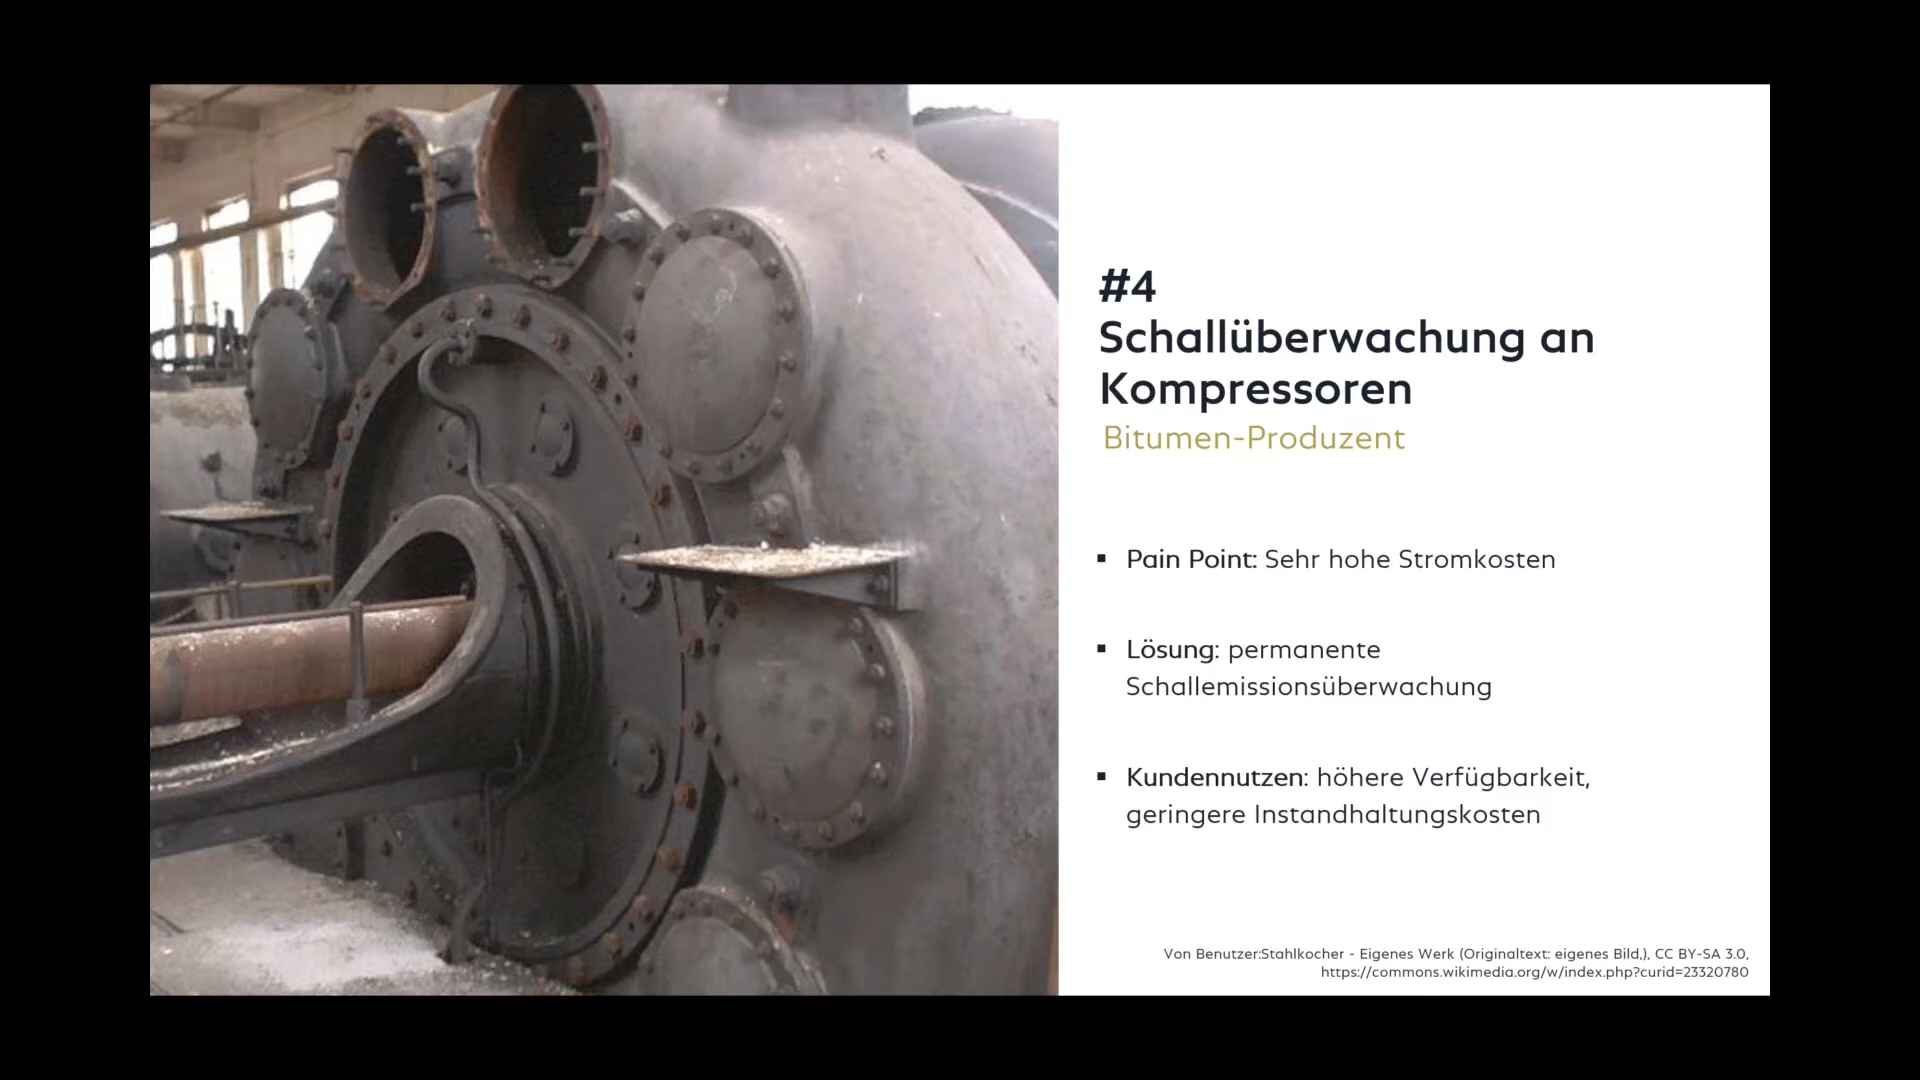 #4
Schallüberwachung an
Kompressoren
Bitumen-Produzent
▪ Pain Point: Sehr hohe Stromkosten
▪ Lösung: permanente
Schallemissionsüberwachung
▪ Kundennutzen: höhere Verfügbarkeit,
geringere Instandhaltungskosten
Von Benutzer:Stahlkocher - Eigenes Werk (Originaltext: eigenes Bild,), CC BY-SA 3.0,
https://commons.wikimedia.org/w/index.php?curid=23320780